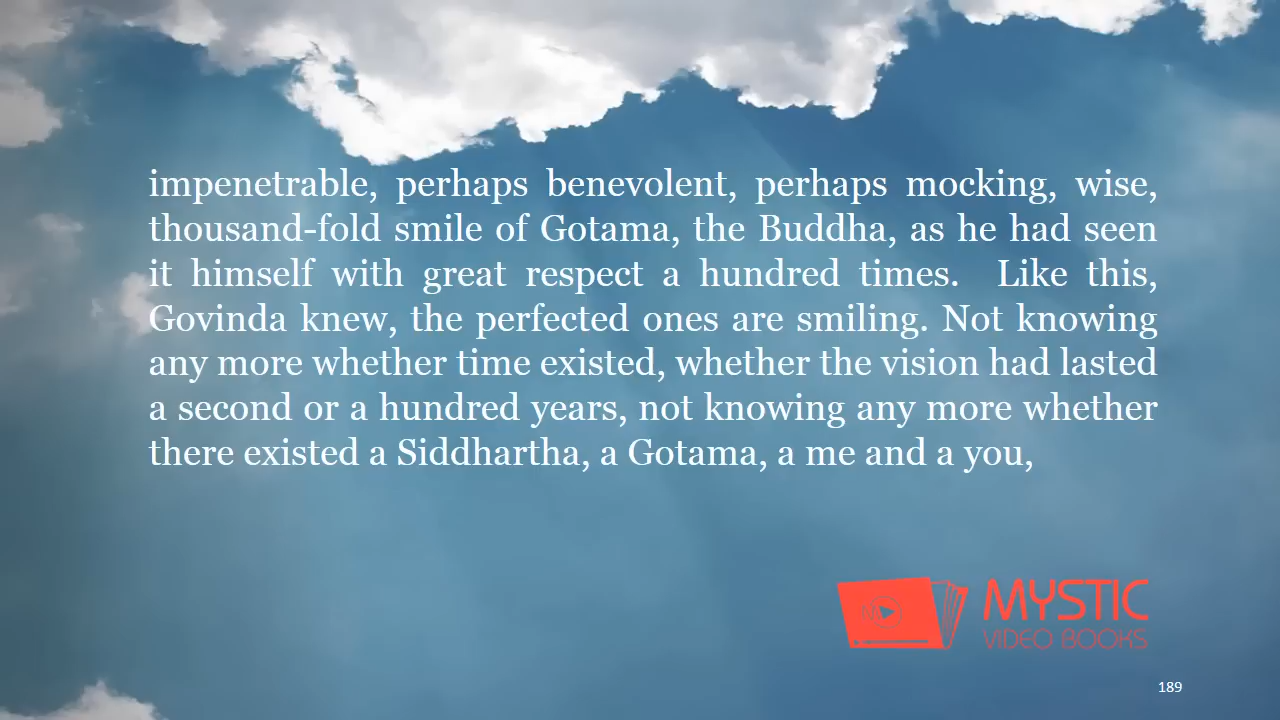 impenetrable, perhaps benevolent, perhaps mocking, wise,
thousand-fold smile of Gotama, the Buddha, as he had seen
it himself with great respect a hundred times.  Like this,
Govinda knew, the perfected ones are smiling. Not knowing
any more whether time existed, whether the vision had lasted
a second or a hundred years, not knowing any more whether
there existed a Siddhartha, a Gotama, a me and a you,
MYSTIC
VIDEO BOOKS
189